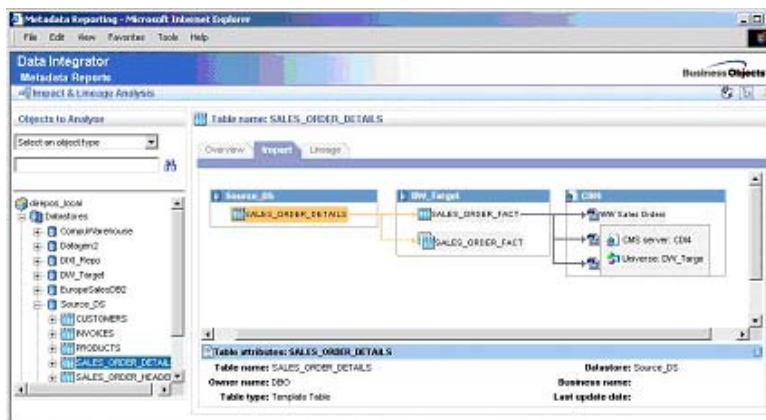 Metadata Reporting - Microsoft Internet Explorer
File Edit View Favorites Tools Help
Data Integrator
Metadata Reports
Business Objects
Impact & Lineage Analysis
Objects to Analyse
Select an object type
direpos_local
Datastores
CompuWarehouse
Datagen2
DIXI_Repo
DW_Target
EuropeSalesDB2
Source_DS
CUSTOMERS
INVOICES
PRODUCTS
SALES_ORDER_DETAIL
SALES_ORDER_HEADE
Table name: SALES_ORDER_DETAILS
Overview Impact Lineage
Source_DS DW_Target CDI4
SALES_ORDER_DETAILS SALES_ORDER_FACT WW Sales Orders
SALES_ORDER_FACT CMS server: CDI4
Universe: DW_Targe
Table attributes: SALES_ORDER_DETAILS
Table name: SALES_ORDER_DETAILS Datastore: Source_DS
Owner name: DBO Business name:
Table type: Template Table Last update date: